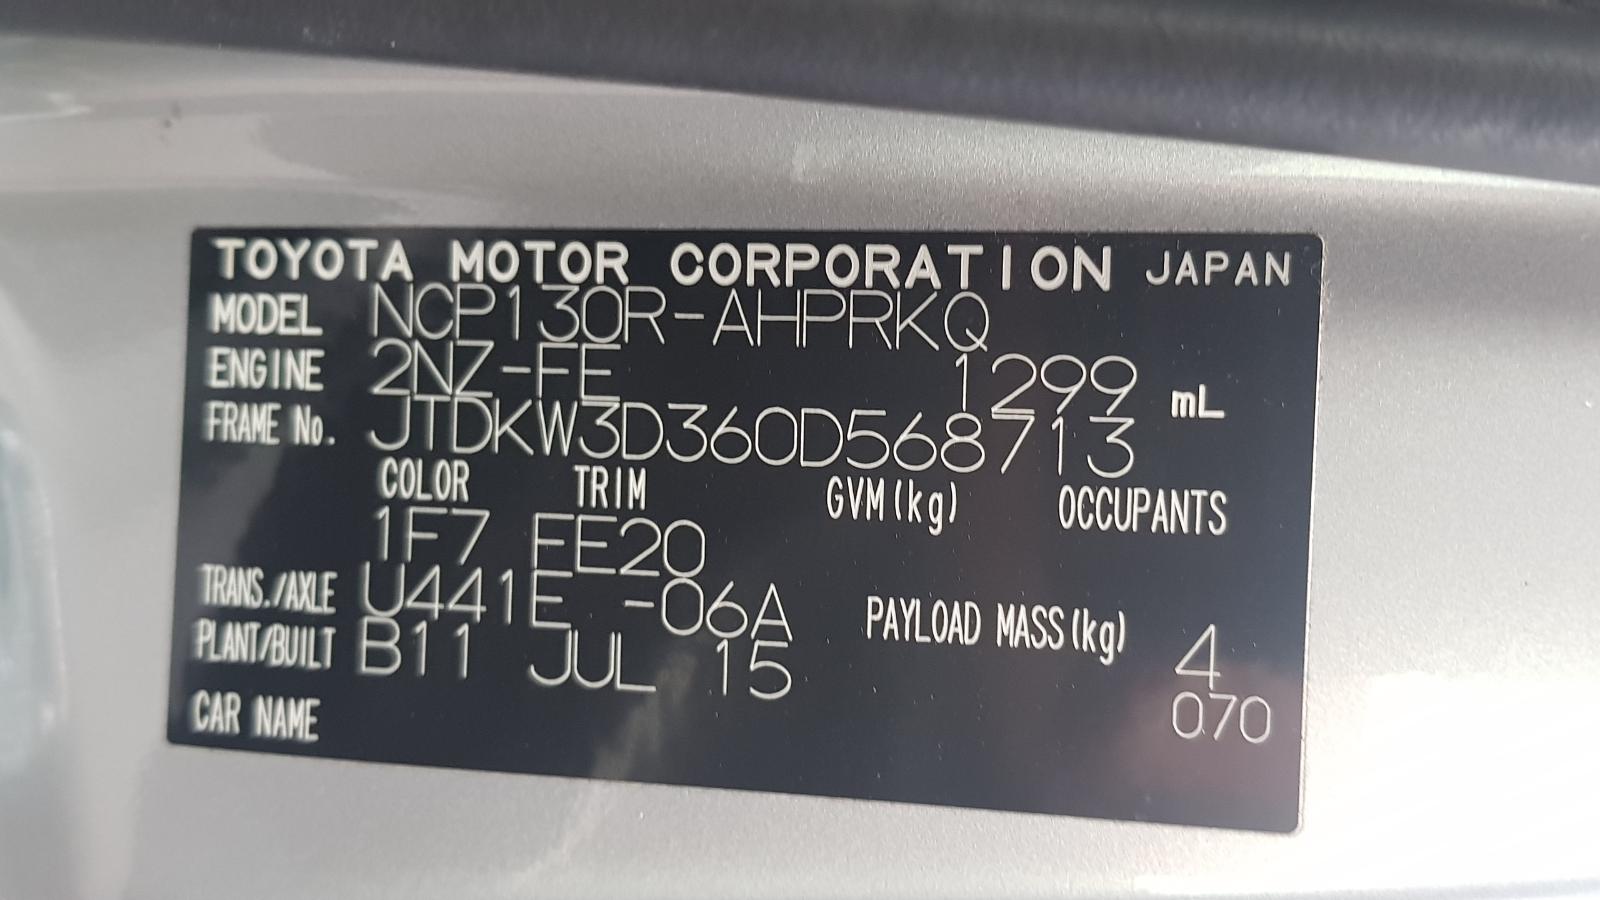 TOYOTA MOTOR CORPORATION JAPAN
MODEL NCP130R-AHPRKQ
ENGINE 2NZ-FE 1299 mL
FRAME No. JTDKW3D360D568713
COLOR TRIM GVM(kg) OCCUPANTS
1F7 EE20
TRANS./AXLE U441E -06A PAYLOAD MASS(kg)
PLANT/BUILT B11 JUL 15 4
CAR NAME 070